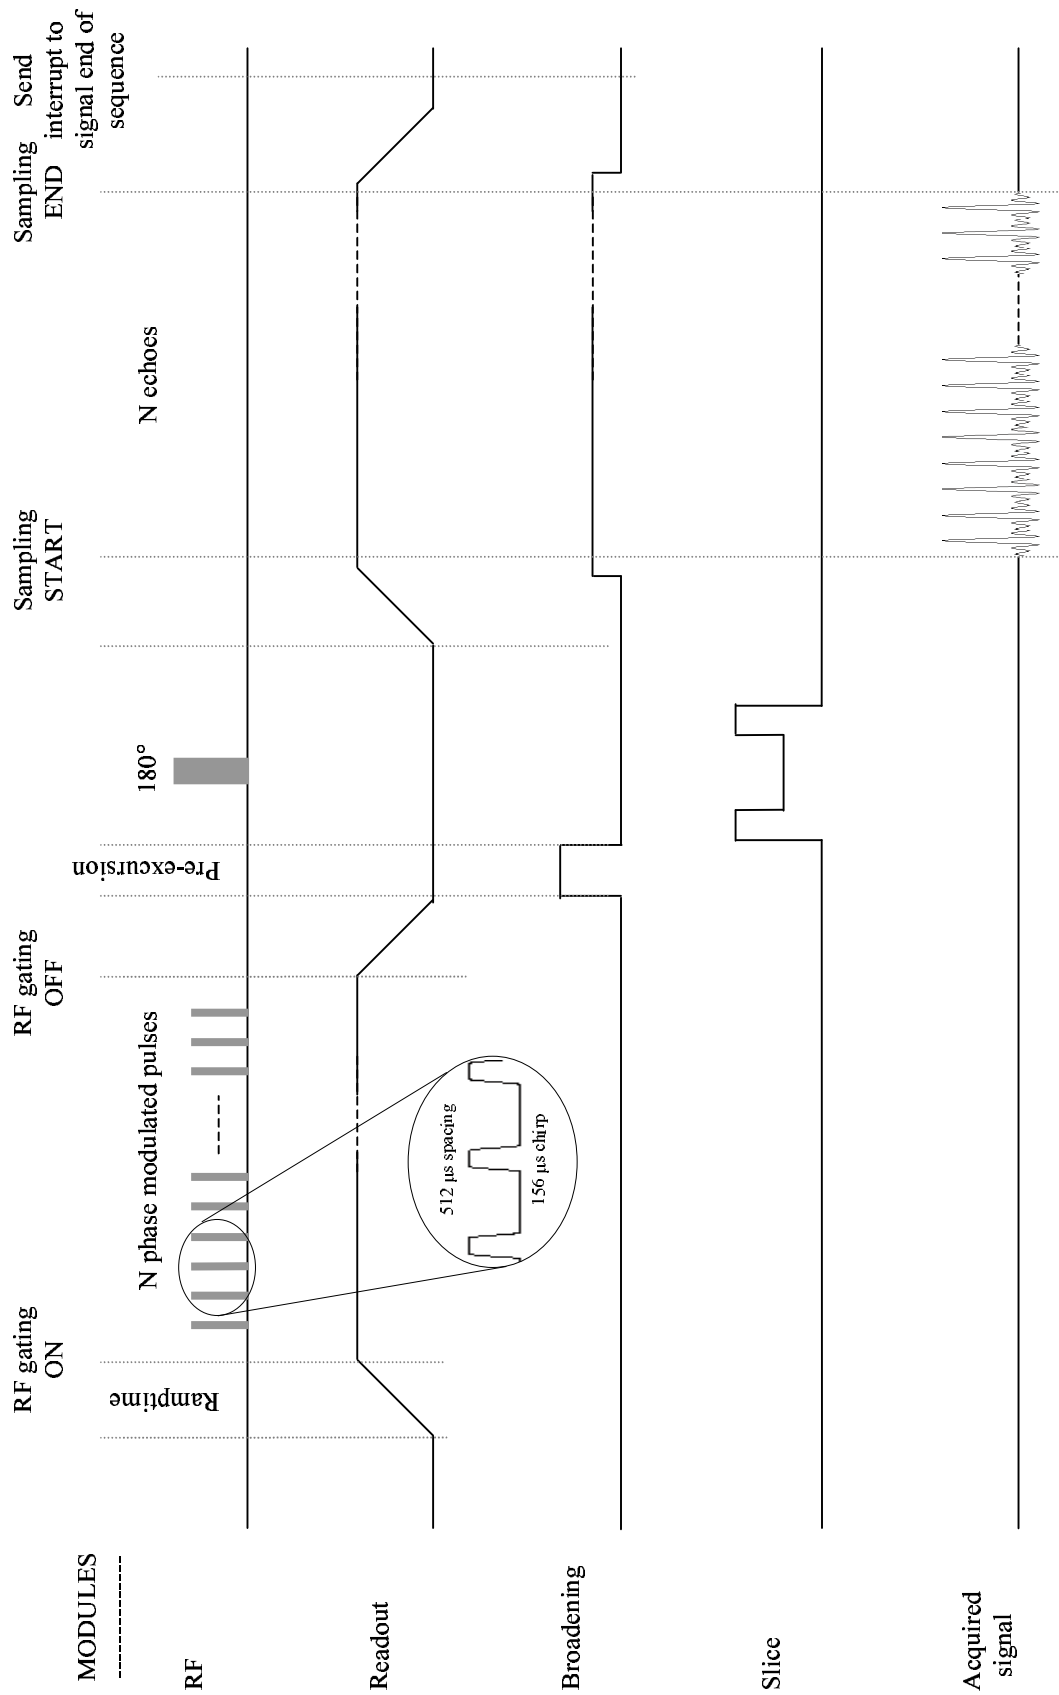 MODULES
RF gating
ON
RF gating
OFF
Sampling
START
Sampling
END
Send
interrupt to
signal end of
sequence
Ramptime
N phase modulated pulses
Pre-excursion
180°
N echoes
RF
Readout
512 µs spacing
156 µs chirp
Broadening
Slice
Acquired
signal